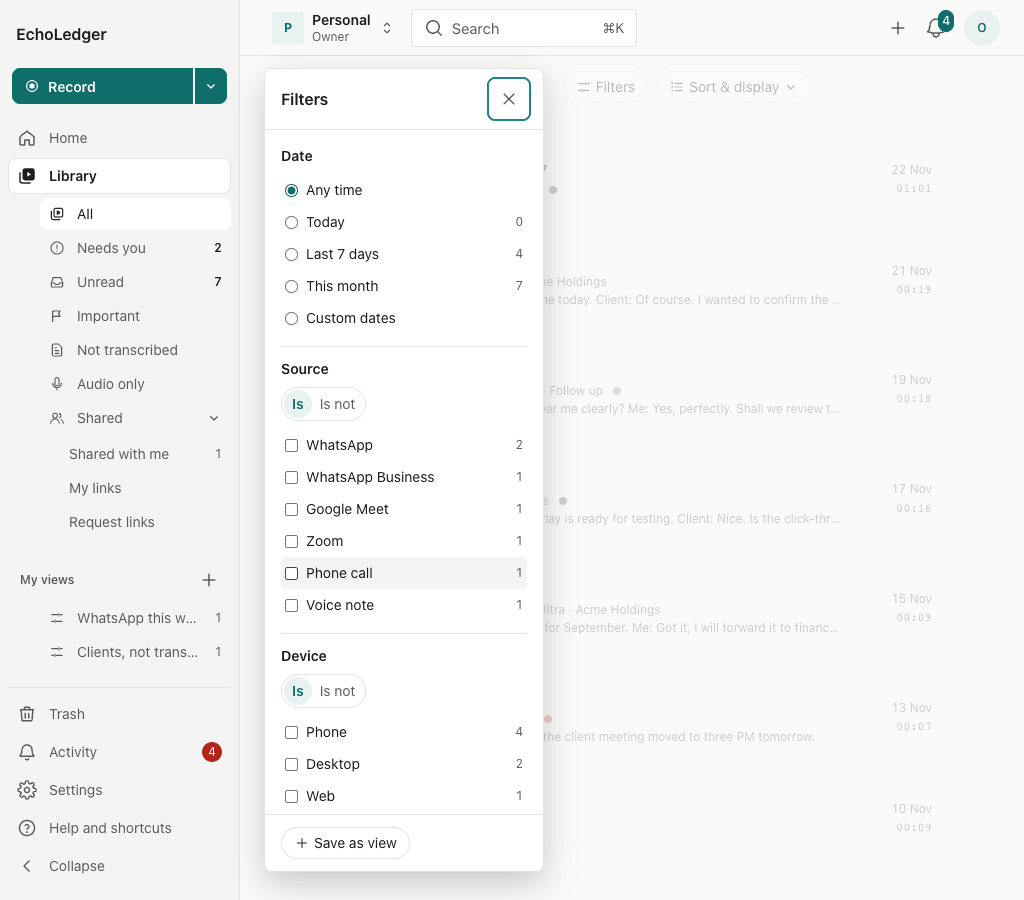 EchoLedger
Record
Home
Library
All
Needs you 2
Unread 7
Important
Not transcribed
Audio only
Shared
Shared with me 1
My links
Request links
My views
WhatsApp this w... 1
Clients, not trans... 1
Trash
Activity 4
Settings
Help and shortcuts
Collapse
P Personal
Owner
Search ⌘K
4
O
Filters
Sort & display
Filters
Date
Any time
Today 0
Last 7 days 4
This month 7
Custom dates
Source
Is Is not
WhatsApp 2
WhatsApp Business 1
Google Meet 1
Zoom 1
Phone call 1
Voice note 1
Device
Is Is not
Phone 4
Desktop 2
Web 1
Save as view
22 Nov
01:01
21 Nov
Holdings
00:19
today. Client: Of course. I wanted to confirm the ...
19 Nov
· Follow up
00:18
me clearly? Me: Yes, perfectly. Shall we review t...
17 Nov
00:16
is ready for testing. Client: Nice. Is the click-thr...
15 Nov
· Acme Holdings
00:09
for September. Me: Got it, I will forward it to financ...
13 Nov
00:07
the client meeting moved to three PM tomorrow.
10 Nov
00:09